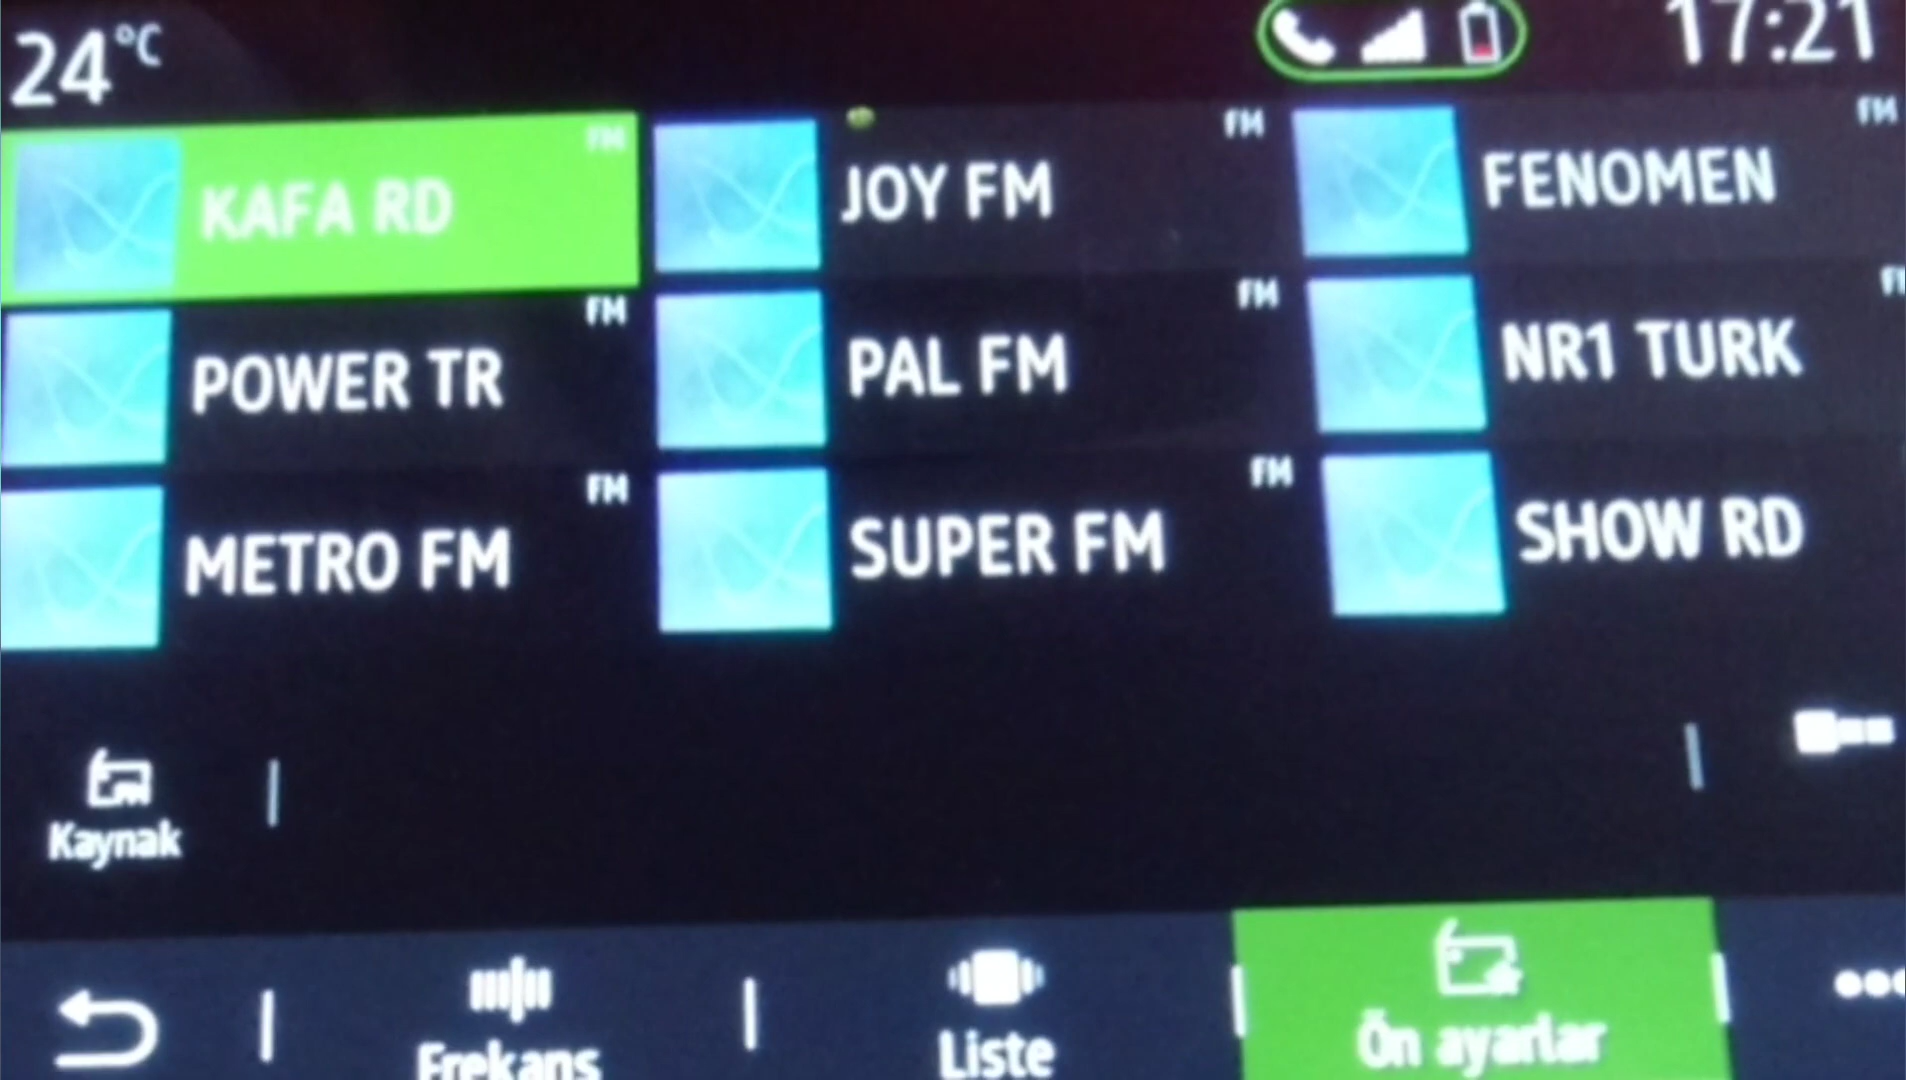 24°C
17:21
KAFA RD FM
JOY FM FM
FENOMEN FM
POWER TR FM
PAL FM FM
NR1 TURK
METRO FM FM
SUPER FM FM
SHOW RD
Kaynak
Frekans
Liste
Ön ayarlar